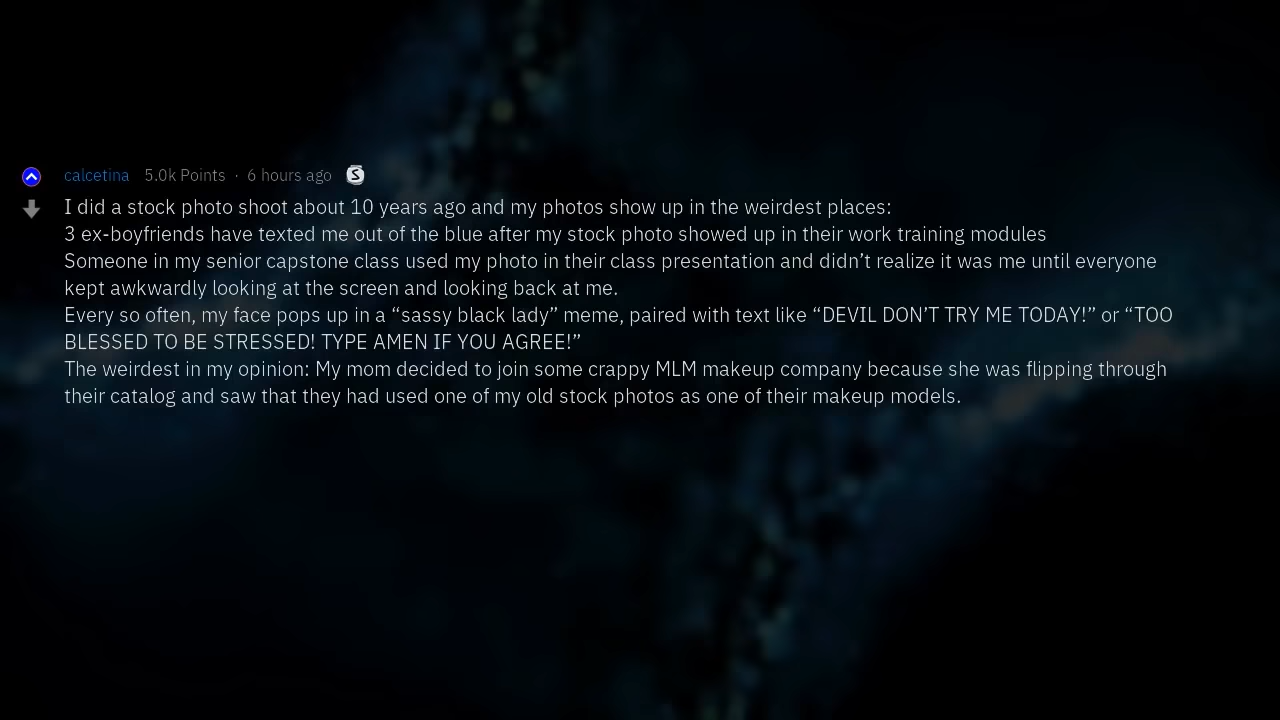 calcetina 5.0k Points · 6 hours ago S
I did a stock photo shoot about 10 years ago and my photos show up in the weirdest places:
3 ex-boyfriends have texted me out of the blue after my stock photo showed up in their work training modules
Someone in my senior capstone class used my photo in their class presentation and didn’t realize it was me until everyone
kept awkwardly looking at the screen and looking back at me.
Every so often, my face pops up in a “sassy black lady” meme, paired with text like “DEVIL DON’T TRY ME TODAY!” or “TOO
BLESSED TO BE STRESSED! TYPE AMEN IF YOU AGREE!”
The weirdest in my opinion: My mom decided to join some crappy MLM makeup company because she was flipping through
their catalog and saw that they had used one of my old stock photos as one of their makeup models.